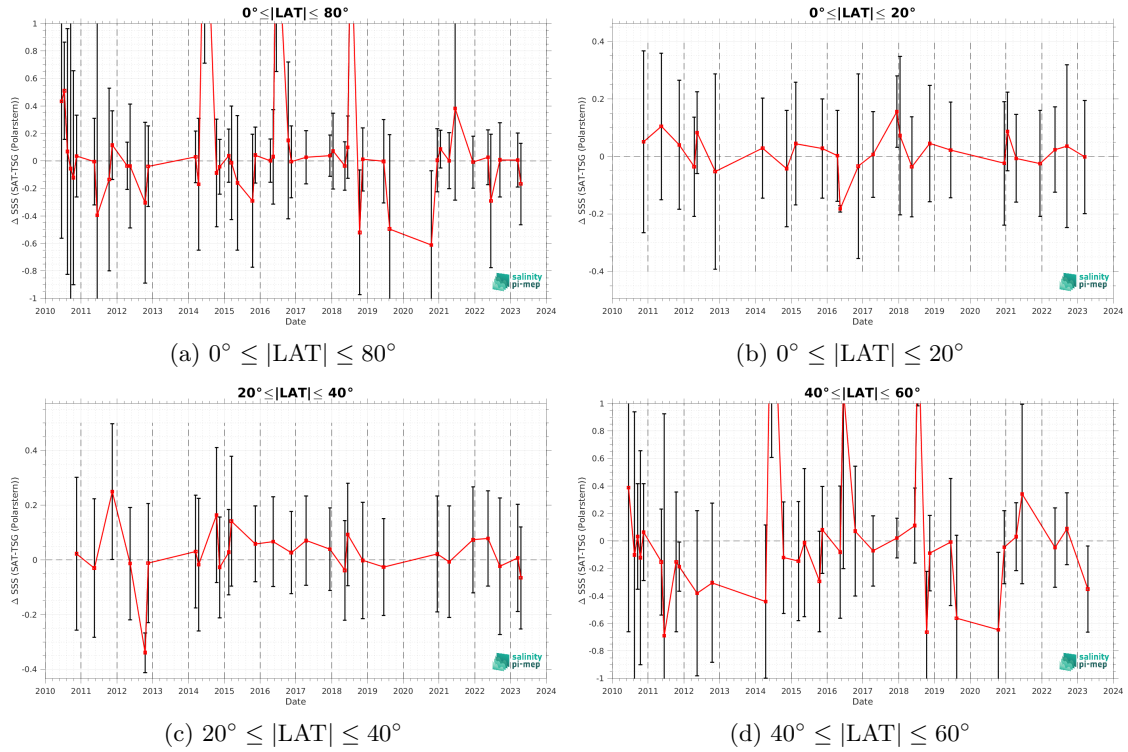 0°≤|LAT|≤ 80°
Δ SSS (SAT-TSG (Polarstern))
1
0.8
0.6
0.4
0.2
0
-0.2
-0.4
-0.6
-0.8
-1
2010 2011 2012 2013 2014 2015 2016 2017 2018 2019 2020 2021 2022 2023 2024
Date
salinity
pi-mep
(a) 0° ≤ |LAT| ≤ 80°
0°≤|LAT|≤ 20°
Δ SSS (SAT-TSG (Polarstern))
0.4
0.2
0
-0.2
-0.4
2010 2011 2012 2013 2014 2015 2016 2017 2018 2019 2020 2021 2022 2023 2024
Date
salinity
pi-mep
(b) 0° ≤ |LAT| ≤ 20°
20°≤|LAT|≤ 40°
Δ SSS (SAT-TSG (Polarstern))
0.4
0.2
0
-0.2
-0.4
2010 2011 2012 2013 2014 2015 2016 2017 2018 2019 2020 2021 2022 2023 2024
Date
salinity
pi-mep
(c) 20° ≤ |LAT| ≤ 40°
40°≤|LAT|≤ 60°
Δ SSS (SAT-TSG (Polarstern))
1
0.8
0.6
0.4
0.2
0
-0.2
-0.4
-0.6
-0.8
-1
2010 2011 2012 2013 2014 2015 2016 2017 2018 2019 2020 2021 2022 2023 2024
Date
salinity
pi-mep
(d) 40° ≤ |LAT| ≤ 60°